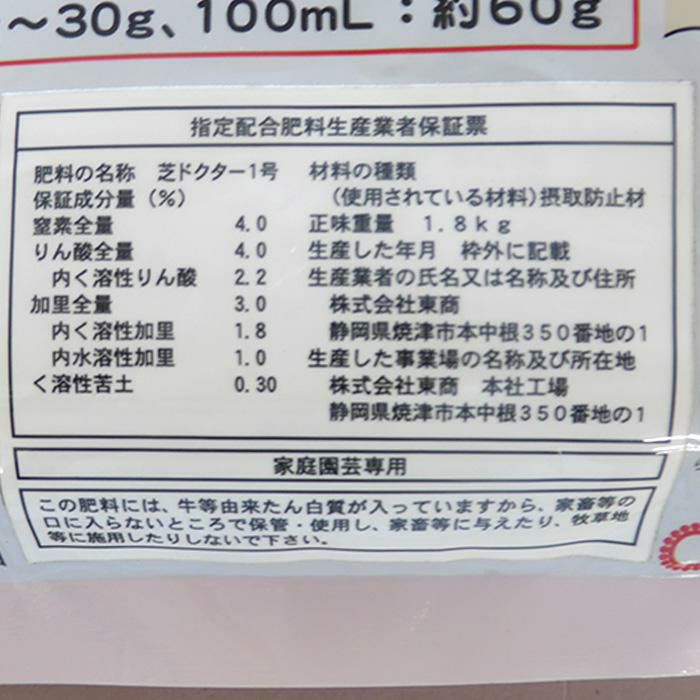 ～30g、100mL：約60g
指定配合肥料生産業者保証票
肥料の名称　芝ドクター1号
保証成分量（％）
窒素全量　4.0
りん酸全量　4.0
内く溶性りん酸　2.2
加里全量　3.0
内く溶性加里　1.8
内水溶性加里　1.0
く溶性苦土　0.30
材料の種類
（使用されている材料）摂取防止材
正味重量　1.8kg
生産した年月　枠外に記載
生産業者の氏名又は名称及び住所
株式会社東商
静岡県焼津市本中根350番地の1
生産した事業場の名称及び所在地
株式会社東商　本社工場
静岡県焼津市本中根350番地の1
家庭園芸専用
この肥料には、牛等由来たん白質が入っていますから、家畜等の
口に入らないところで保管・使用し、家畜等に与えたり、牧草地
等に施用したりしないで下さい。